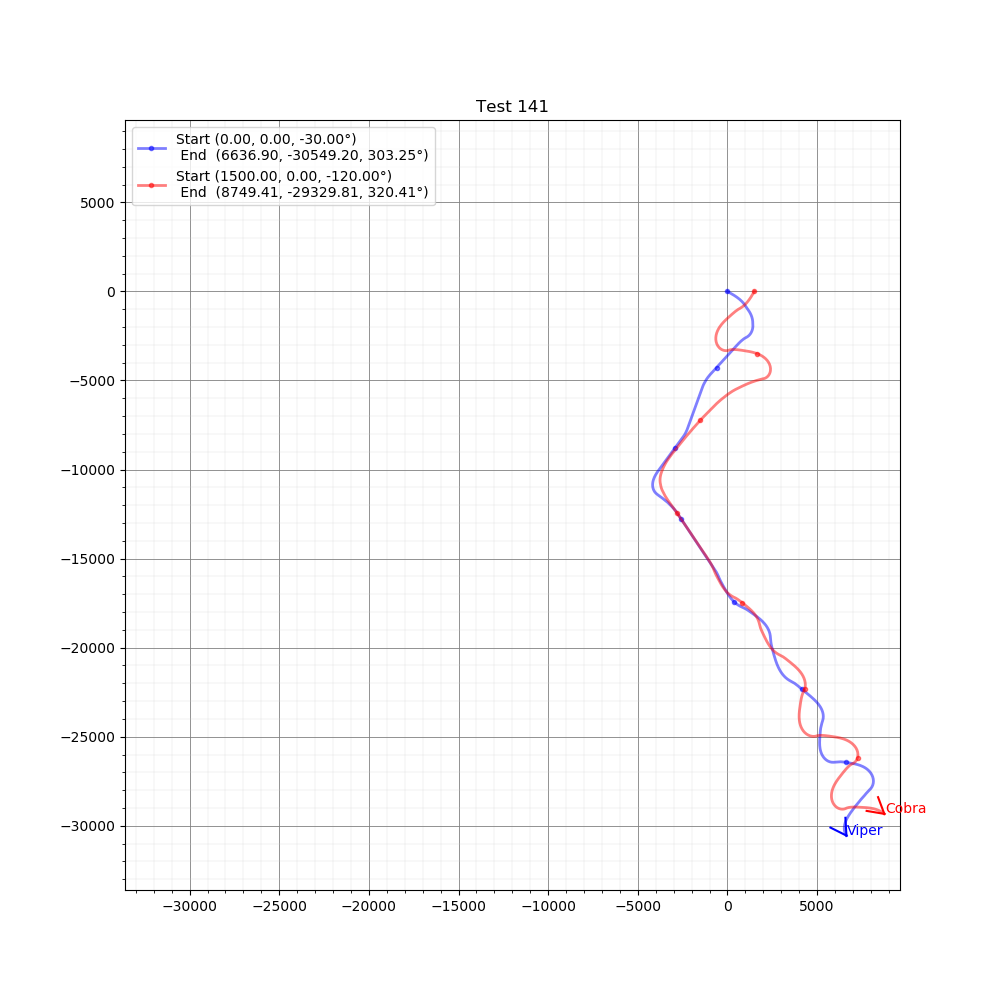 Test 141
Start (0.00, 0.00, -30.00°)
End (6636.90, -30549.20, 303.25°)
Start (1500.00, 0.00, -120.00°)
End (8749.41, -29329.81, 320.41°)
5000
0
−5000
−10000
−15000
−20000
−25000
−30000
Cobra
Viper
−30000 −25000 −20000 −15000 −10000 −5000 0 5000